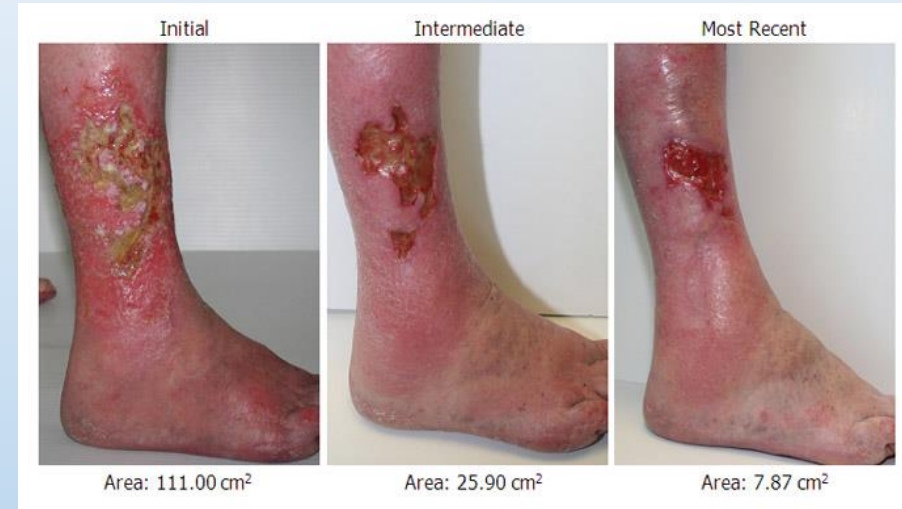 Initial
Intermediate
Most Recent
Area: 111.00 cm²
Area: 25.90 cm²
Area: 7.87 cm²